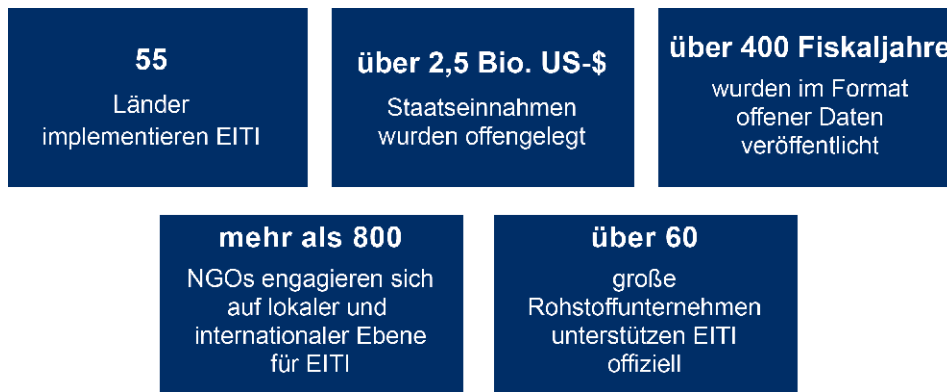 55
Länder
implementieren EITI
über 2,5 Bio. US-$
Staatseinnahmen
wurden offengelegt
über 400 Fiskaljahre
wurden im Format
offener Daten
veröffentlicht
mehr als 800
NGOs engagieren sich
auf lokaler und
internationaler Ebene
für EITI
über 60
große
Rohstoffunternehmen
unterstützen EITI
offiziell